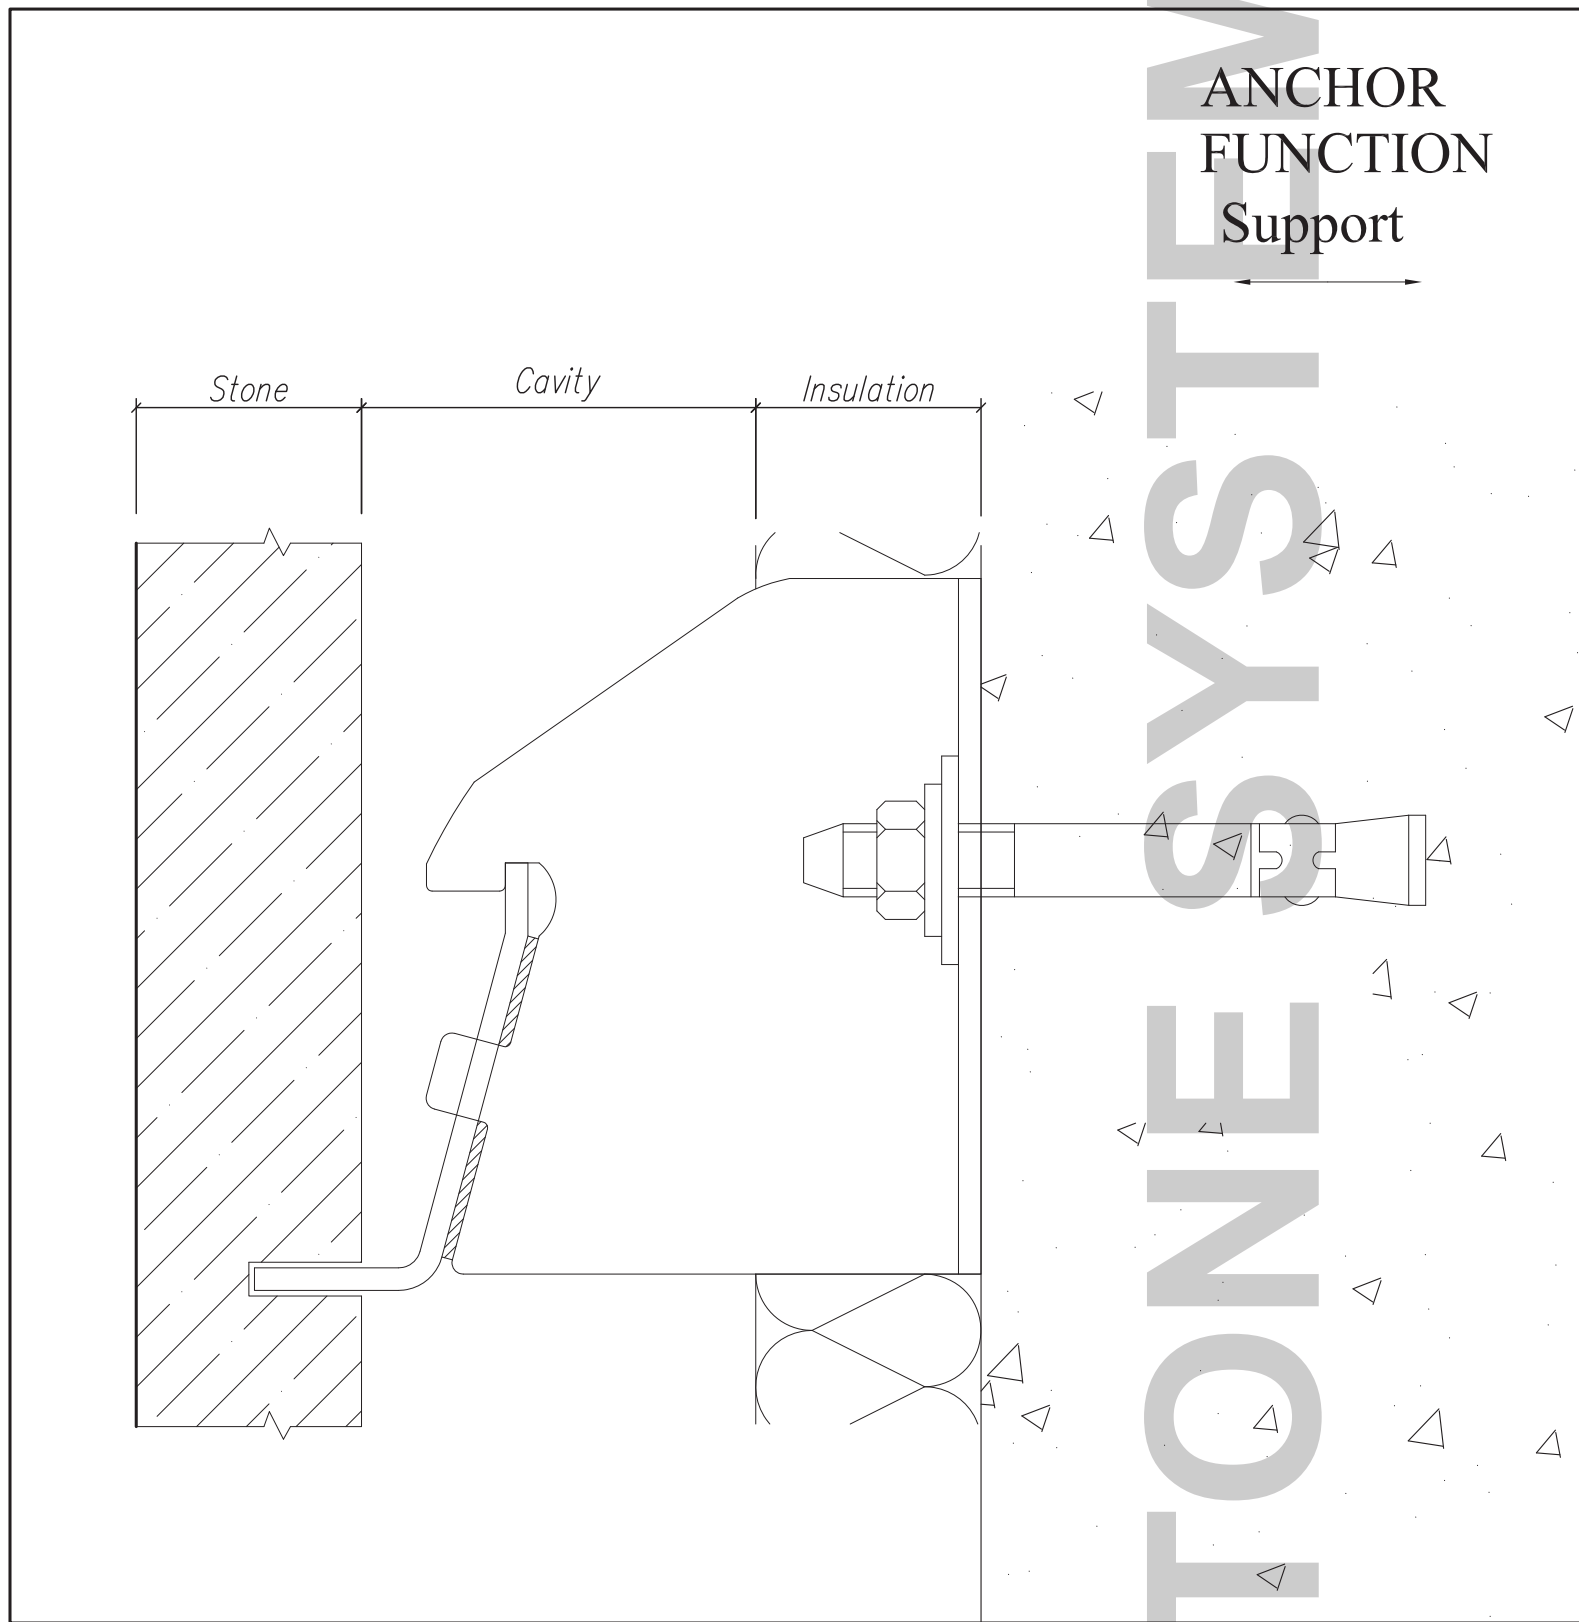 ANCHOR
FUNCTION
Support
Stone
Cavity
Insulation
TONE SYSTEM